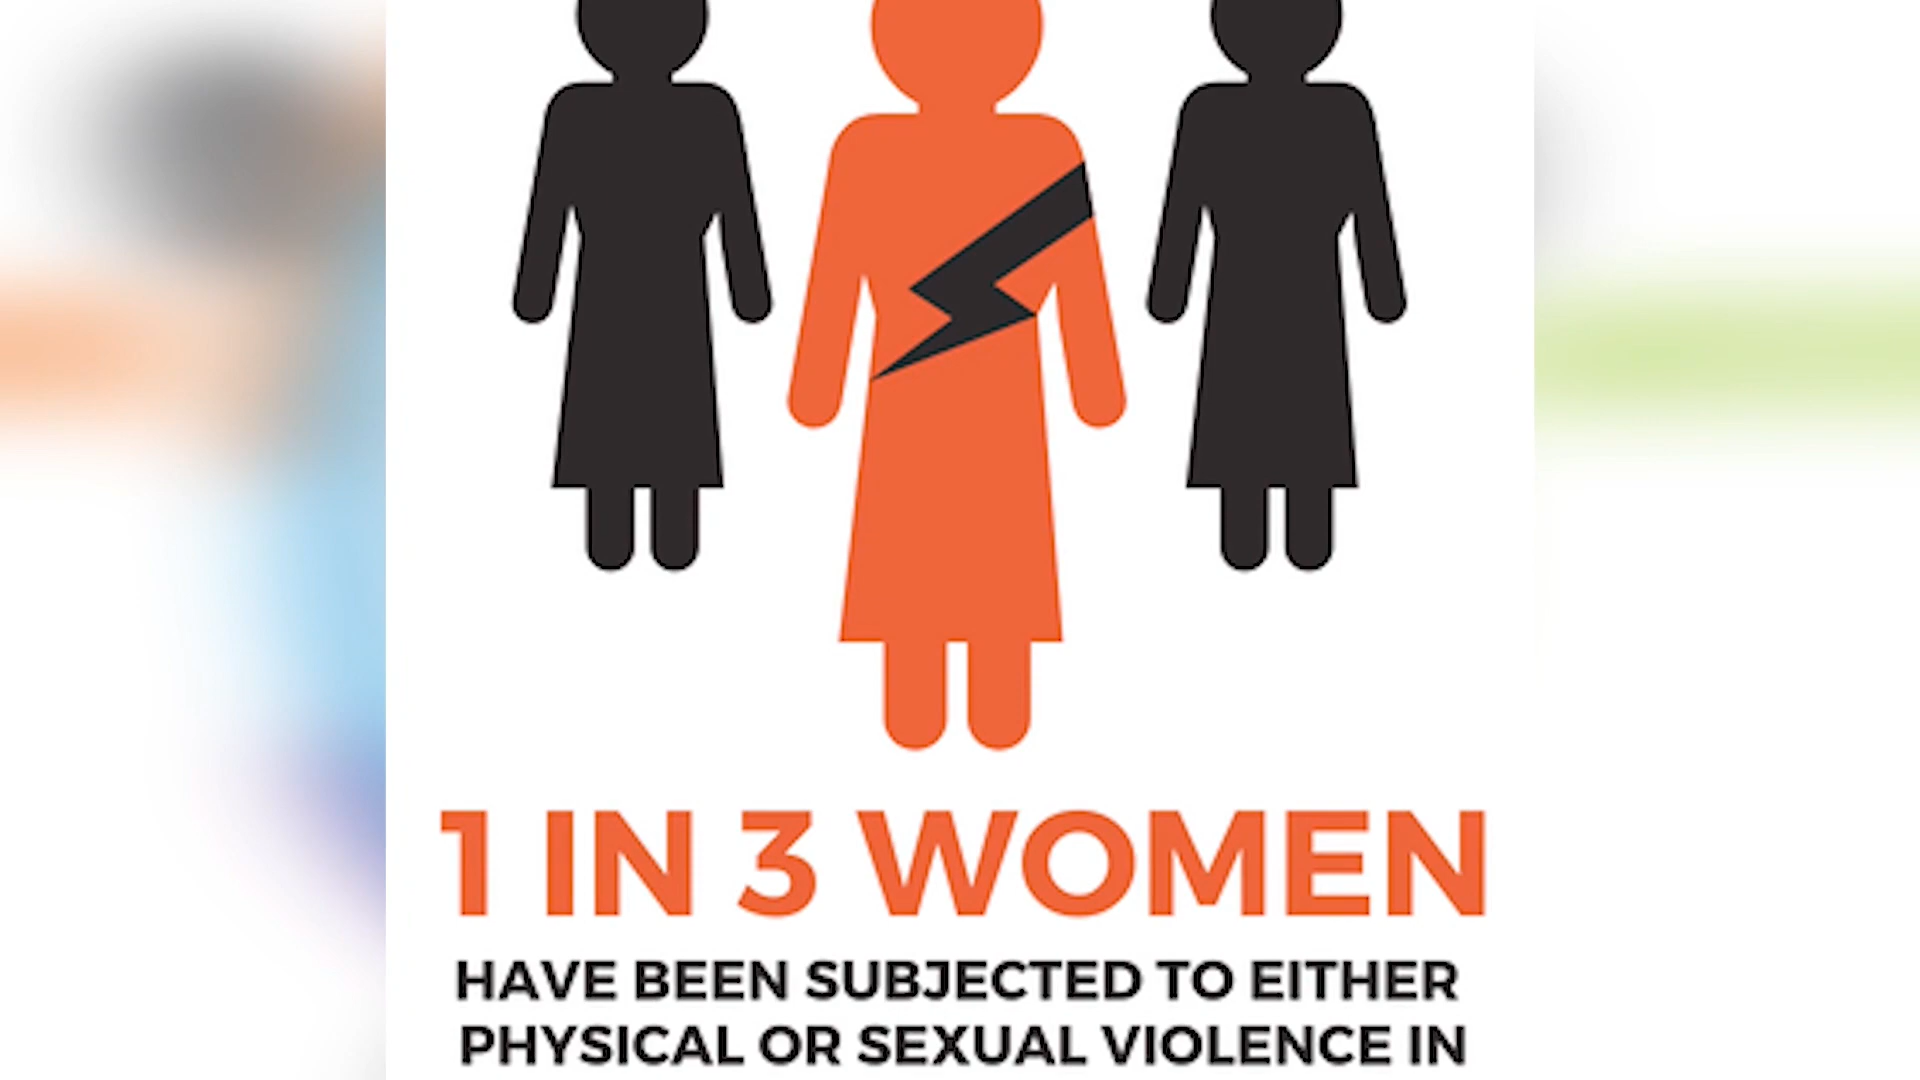 1 IN 3 WOMEN
HAVE BEEN SUBJECTED TO EITHER
PHYSICAL OR SEXUAL VIOLENCE IN